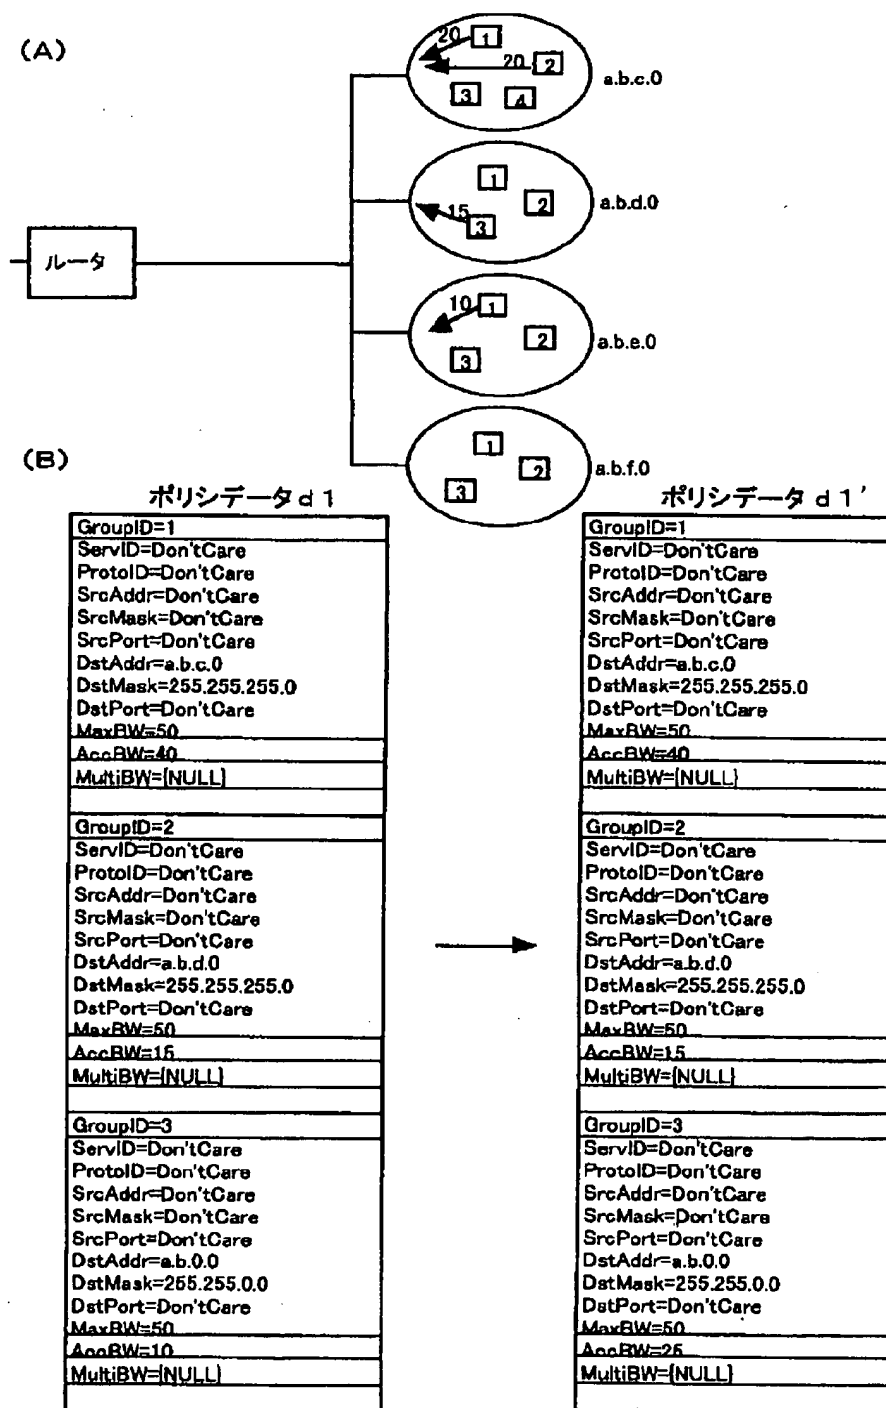 (A)
20
1
20
2
3
4
a.b.c.0
1
2
15
3
a.b.d.0
ルータ
10
1
2
3
a.b.e.0
1
2
3
a.b.f.0
(B)
ポリシデータｄ１
GroupID=1
ServID=Don'tCare
ProtoID=Don'tCare
SrcAddr=Don'tCare
SrcMask=Don'tCare
SrcPort=Don'tCare
DstAddr=a.b.c.0
DstMask=255.255.255.0
DstPort=Don'tCare
MaxBW=50
AccBW=40
MultiBW={NULL}
GroupID=2
ServID=Don'tCare
ProtoID=Don'tCare
SrcAddr=Don'tCare
SrcMask=Don'tCare
SrcPort=Don'tCare
DstAddr=a.b.d.0
DstMask=255.255.255.0
DstPort=Don'tCare
MaxBW=50
AccBW=15
MultiBW={NULL}
GroupID=3
ServID=Don'tCare
ProtoID=Don'tCare
SrcAddr=Don'tCare
SrcMask=Don'tCare
SrcPort=Don'tCare
DstAddr=a.b.0.0
DstMask=255.255.0.0
DstPort=Don'tCare
MaxBW=50
AccBW=10
MultiBW={NULL}
ポリシデータｄ１'
GroupID=1
ServID=Don'tCare
ProtoID=Don'tCare
SrcAddr=Don'tCare
SrcMask=Don'tCare
SrcPort=Don'tCare
DstAddr=a.b.c.0
DstMask=255.255.255.0
DstPort=Don'tCare
MaxBW=50
AccBW=40
MultiBW={NULL}
GroupID=2
ServID=Don'tCare
ProtoID=Don'tCare
SrcAddr=Don'tCare
SrcMask=Don'tCare
SrcPort=Don'tCare
DstAddr=a.b.d.0
DstMask=255.255.255.0
DstPort=Don'tCare
MaxBW=50
AccBW=15
MultiBW={NULL}
GroupID=3
ServID=Don'tCare
ProtoID=Don'tCare
SrcAddr=Don'tCare
SrcMask=Don'tCare
SrcPort=Don'tCare
DstAddr=a.b.0.0
DstMask=255.255.0.0
DstPort=Don'tCare
MaxBW=50
AccBW=25
MultiBW={NULL}